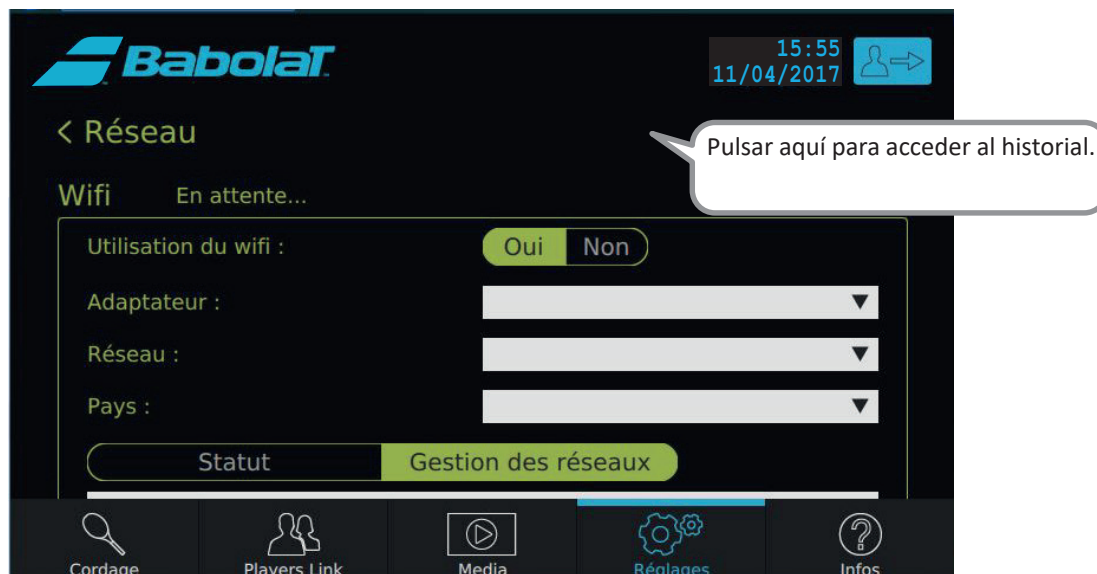 Babolat
15:55
11/04/2017
< Réseau
Pulsar aquí para acceder al historial.
Wifi En attente...
Utilisation du wifi : Oui Non
Adaptateur :
Réseau :
Pays :
Statut Gestion des réseaux
Cordage Players Link Media Réglages Infos